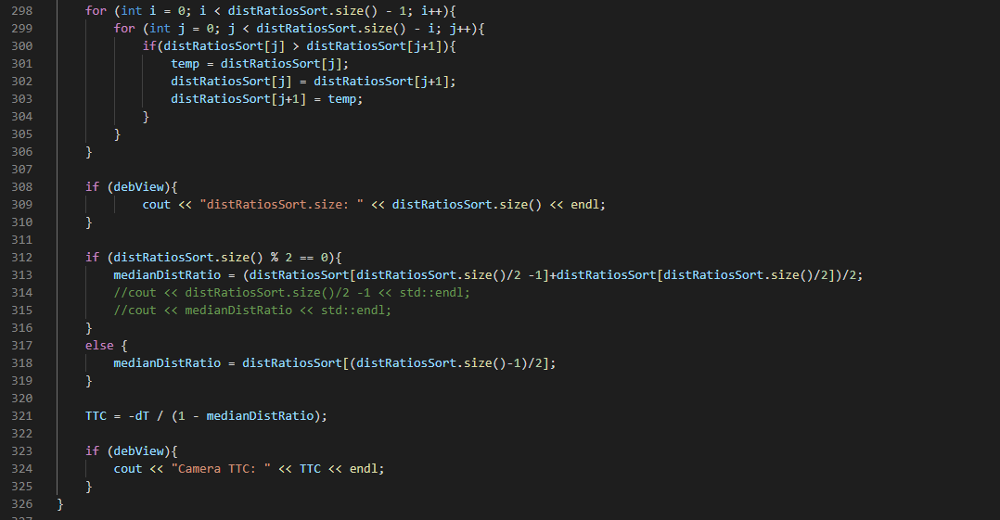 298 for (int i = 0; i < distRatiosSort.size() - 1; i++){
299 for (int j = 0; j < distRatiosSort.size() - i; j++){
300 if(distRatiosSort[j] > distRatiosSort[j+1]){
301 temp = distRatiosSort[j];
302 distRatiosSort[j] = distRatiosSort[j+1];
303 distRatiosSort[j+1] = temp;
304 }
305 }
306 }
307
308 if (debView){
309 cout << "distRatiosSort.size: " << distRatiosSort.size() << endl;
310 }
311
312 if (distRatiosSort.size() % 2 == 0){
313 medianDistRatio = (distRatiosSort[distRatiosSort.size()/2 -1]+distRatiosSort[distRatiosSort.size()/2])/2;
314 //cout << distRatiosSort.size()/2 -1 << std::endl;
315 //cout << medianDistRatio << std::endl;
316 }
317 else {
318 medianDistRatio = distRatiosSort[(distRatiosSort.size()-1)/2];
319 }
320
321 TTC = -dT / (1 - medianDistRatio);
322
323 if (debView){
324 cout << "Camera TTC: " << TTC << endl;
325 }
326 }